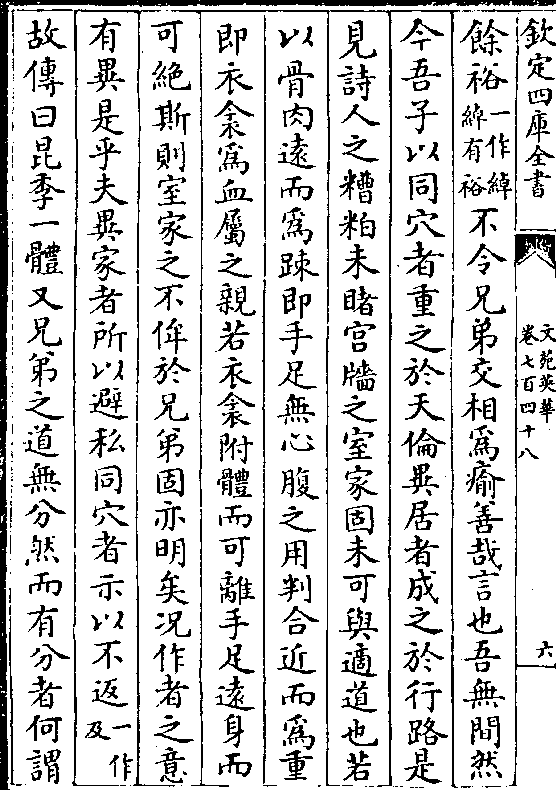 欽定四庫全書
文苑英華
卷七百四十八
六
餘裕一作綽綽有裕不令兄弟交相為瘉善哉言也吾無間然
今吾子以同穴者重之於天倫異居者成之於行路是
見詩人之糟粕未睹宫牆之室家固未可與適道也若
以骨肉遠而為踈即手足無心腹之用判合近而為重
即衣衾為血屬之親若衣衾附體而可離手足遠身而
可絶斯則室家之不侔於兄弟固亦明矣况作者之意
有異是乎夫異家者所以避私同穴者示以不返一作及
故傳曰昆季一體又兄弟之道無分然而有分者何謂